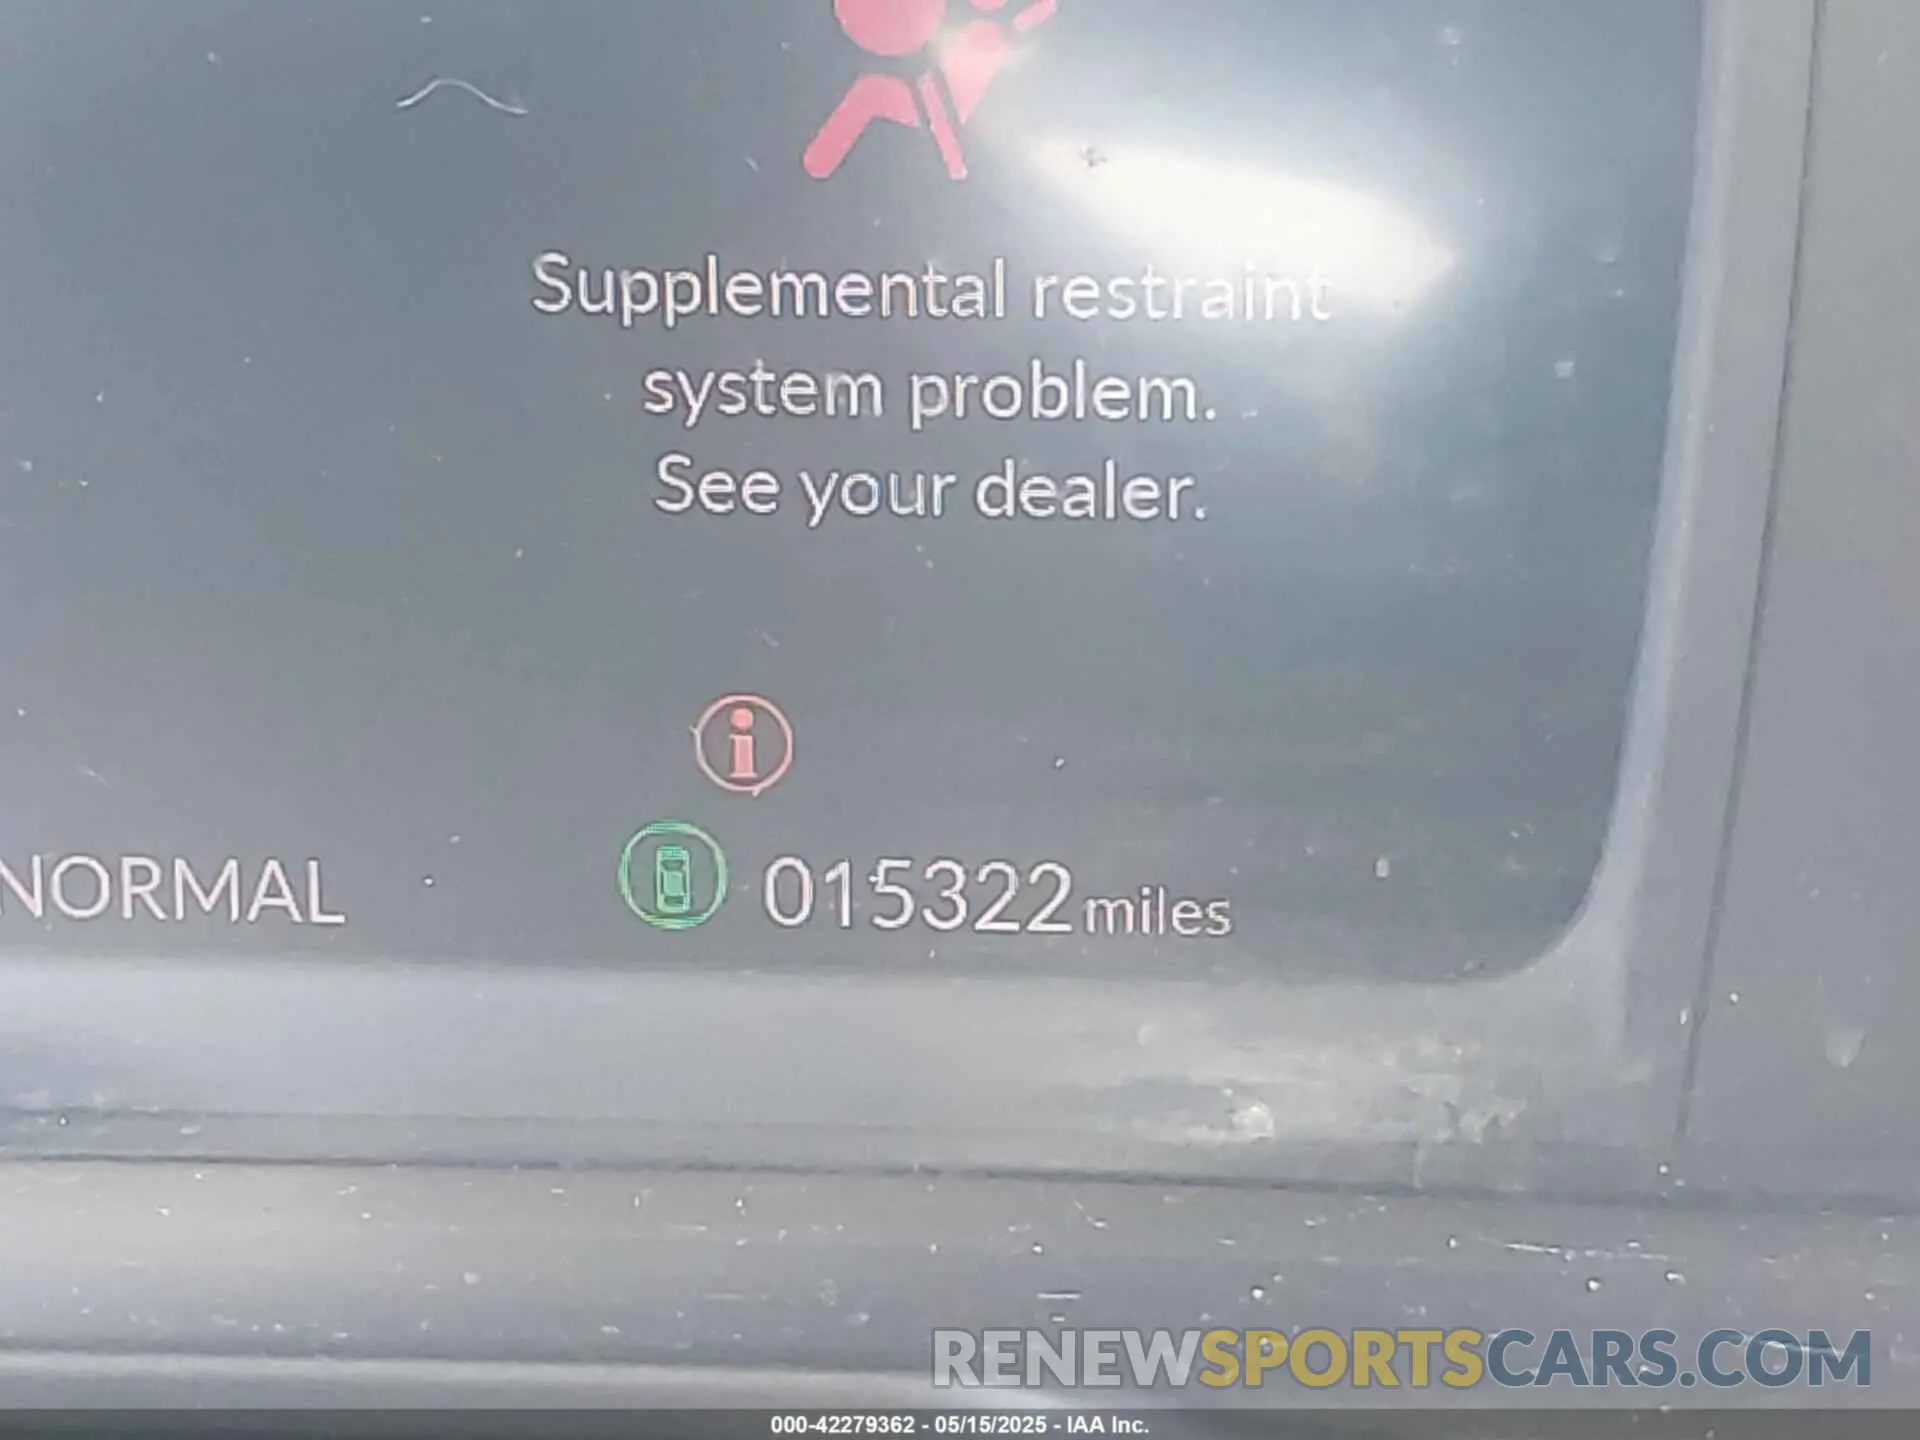 Supplemental restraint
system problem.
See your dealer.
NORMAL
015322 miles
RENEWSPORTSCARS.COM
000-42279362 - 05/15/2025 - IAA Inc.